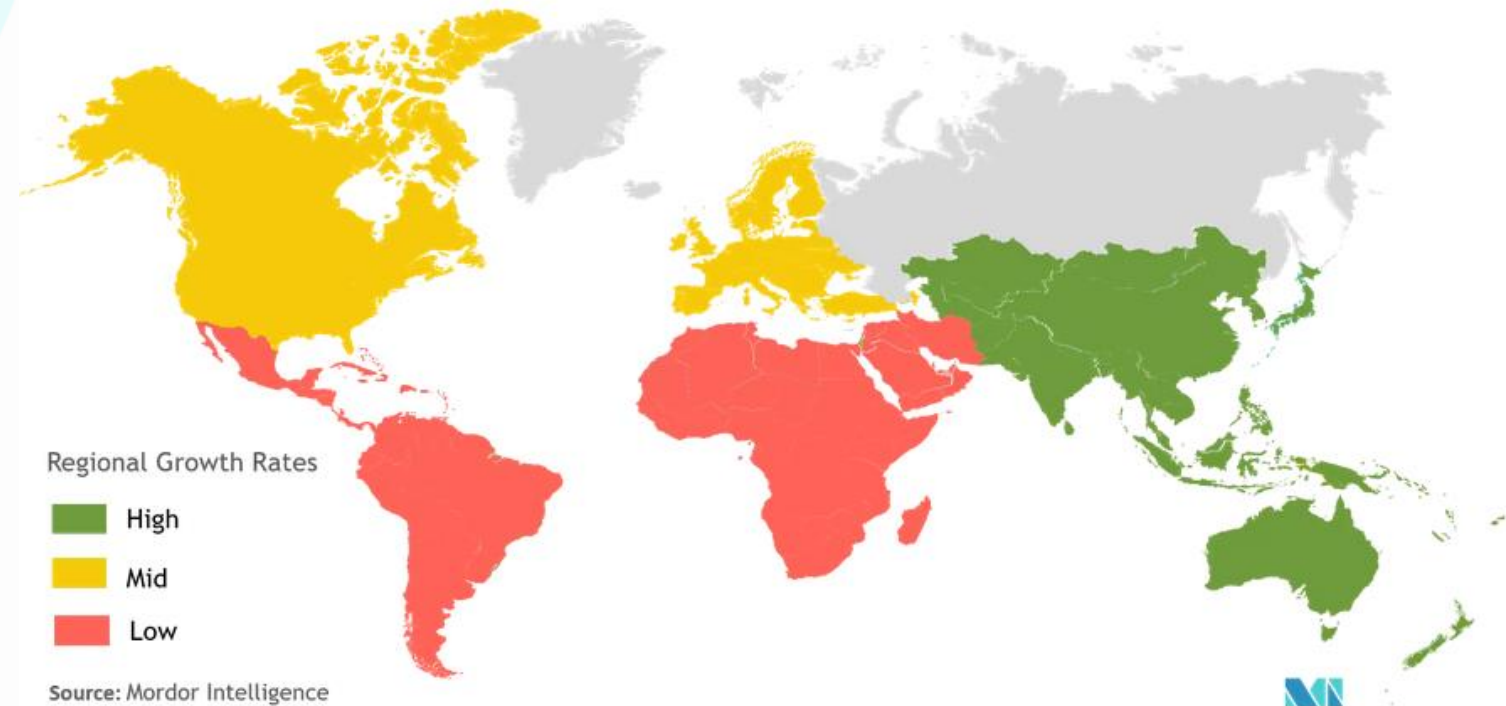 Regional Growth Rates
High
Mid
Low
Source: Mordor Intelligence